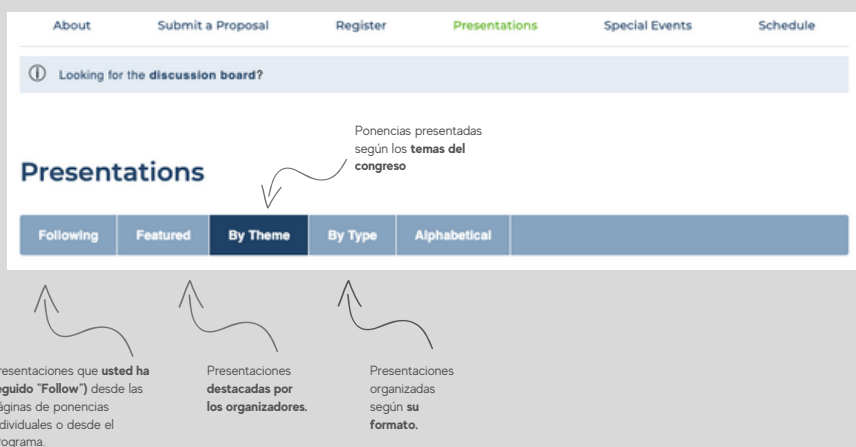 About Submit a Proposal Register Presentations Special Events Schedule
Looking for the discussion board?
Ponencias presentadas
según los temas del
congreso
Presentations
Following Featured By Theme By Type Alphabetical
resentaciones que usted ha
eguido "Follow") desde las
áginas de ponencias
dividuales o desde el
rograma.
Presentaciones
destacadas por
los organizadores.
Presentaciones
organizadas
según su
formato.